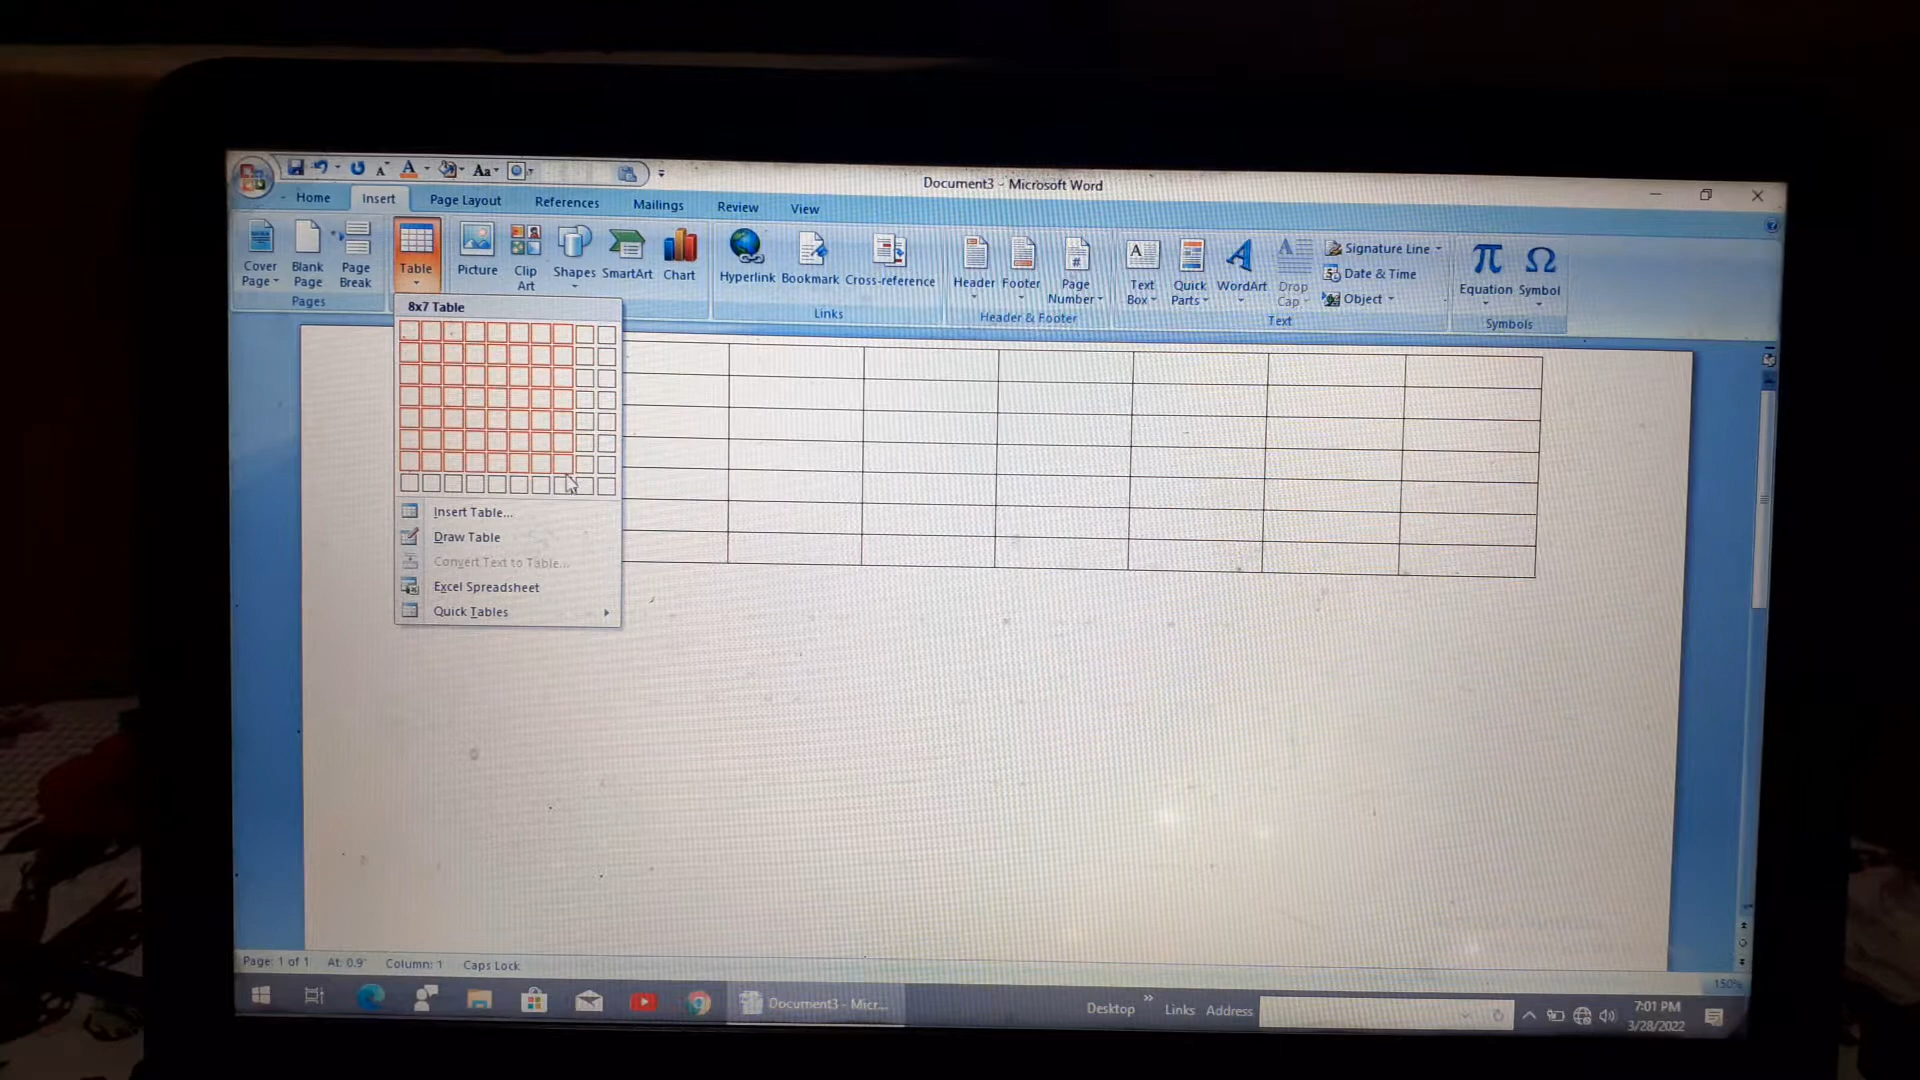 Document3 - Microsoft Word
Home Insert Page Layout References Mailings Review View
Cover Page
Blank Page
Page Break
Pages
Table
Picture
Clip Art
Shapes
SmartArt
Chart
Hyperlink
Bookmark
Cross-reference
Links
Header
Footer
Page Number
Header & Footer
Text Box
Quick Parts
WordArt
Drop Cap
Signature Line
Date & Time
Object
Text
Equation
Symbol
Symbols
8x7 Table
Insert Table...
Draw Table
Convert Text to Table...
Excel Spreadsheet
Quick Tables
Page: 1 of 1 At: 0.9" Column: 1 Caps Lock
150%
Document3 - Micr...
Desktop
Links
Address
7:01 PM
3/28/2022